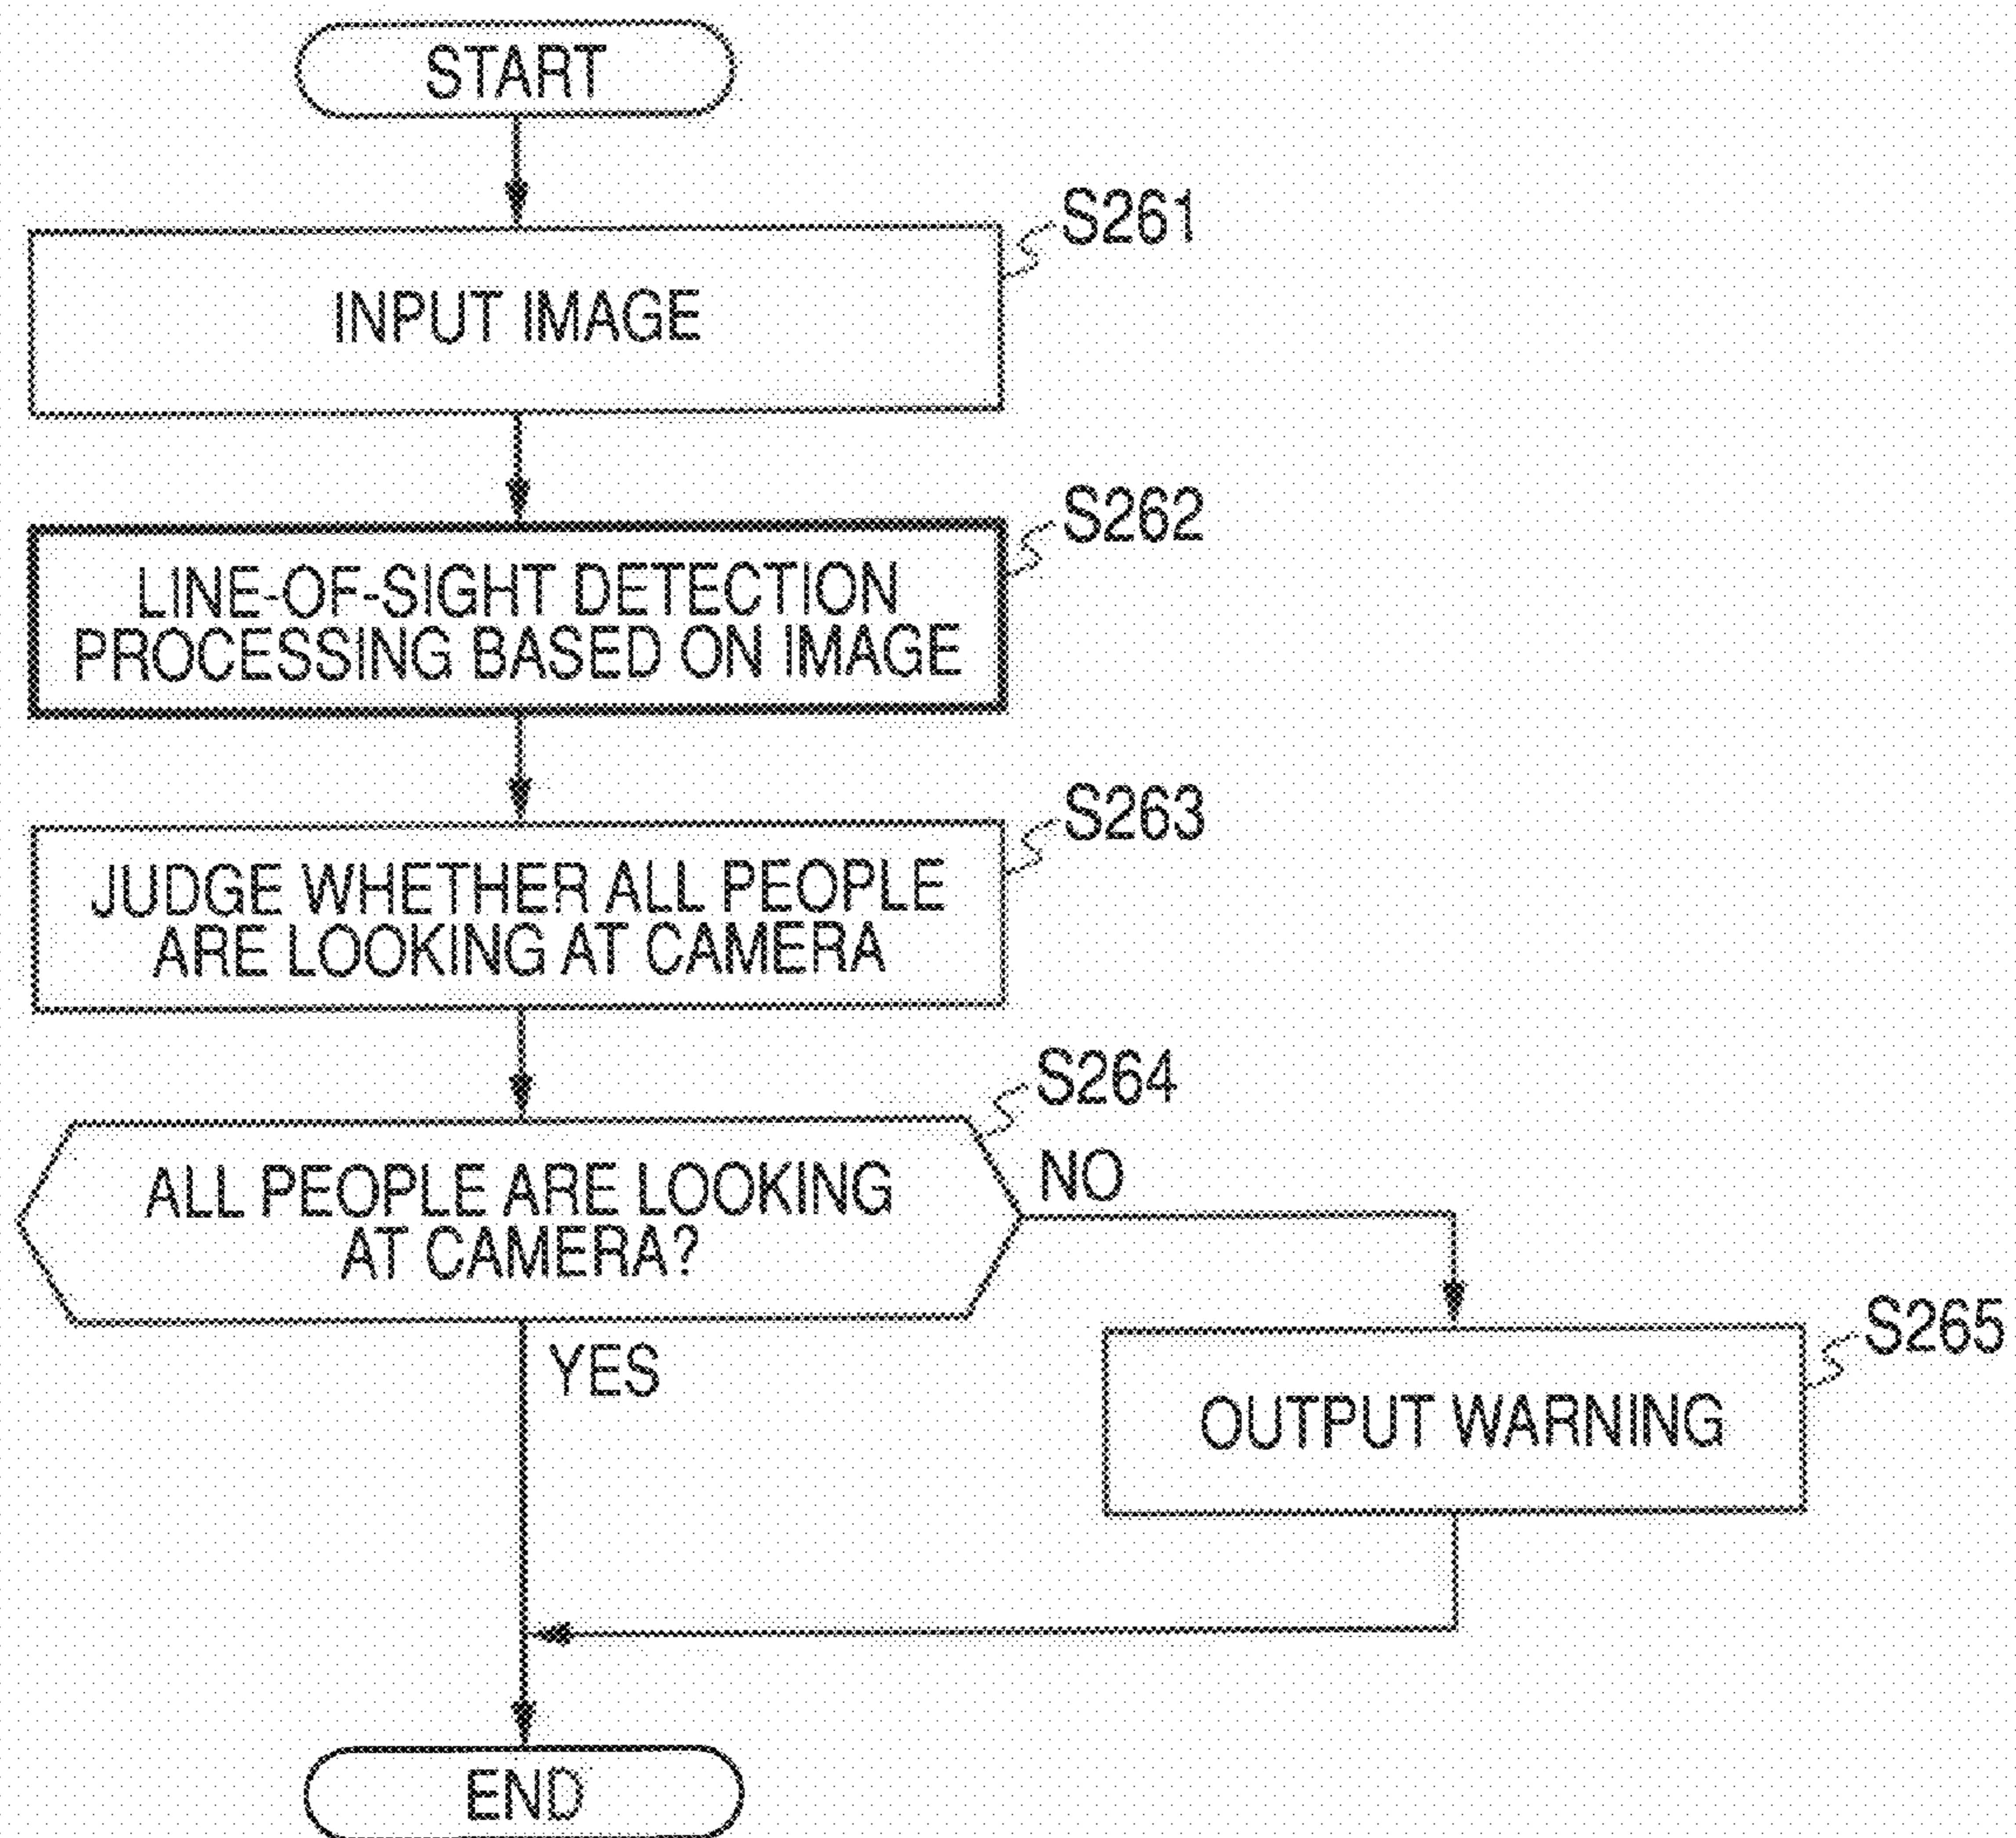 START
S261
INPUT IMAGE
S262
LINE-OF-SIGHT DETECTION
PROCESSING BASED ON IMAGE
S263
JUDGE WHETHER ALL PEOPLE
ARE LOOKING AT CAMERA
S264
ALL PEOPLE ARE LOOKING
AT CAMERA?
NO
YES
S265
OUTPUT WARNING
END